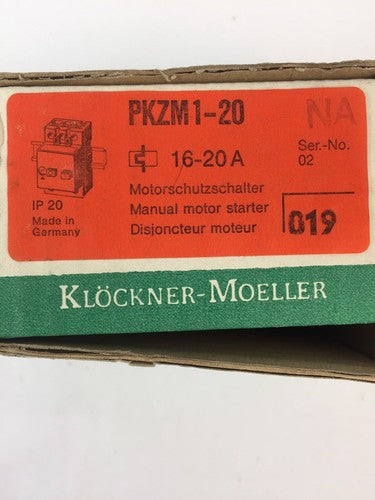 PKZM1-20
NA
16-20 A
Ser.-No.
02
Motorschutzschalter
Manual motor starter
Disjoncteur moteur
IP 20
Made in
Germany
019
KLÖCKNER-MOELLER